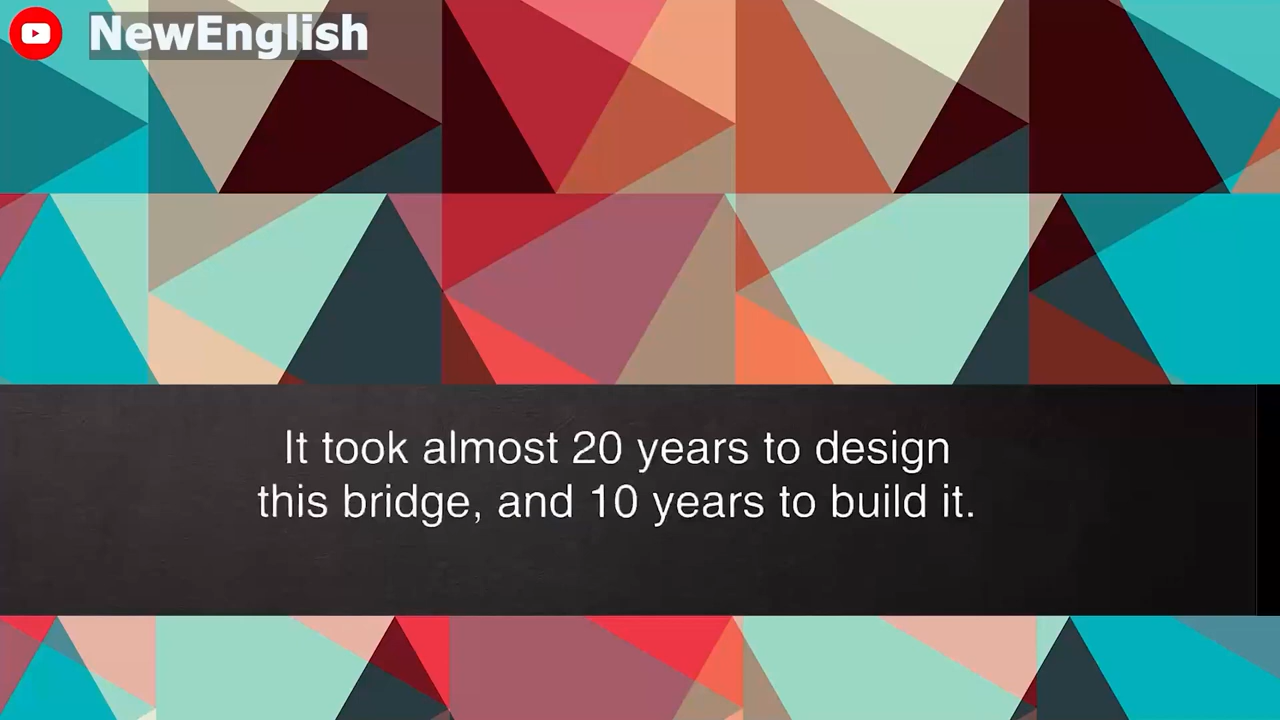 NewEnglish
It took almost 20 years to design
this bridge, and 10 years to build it.